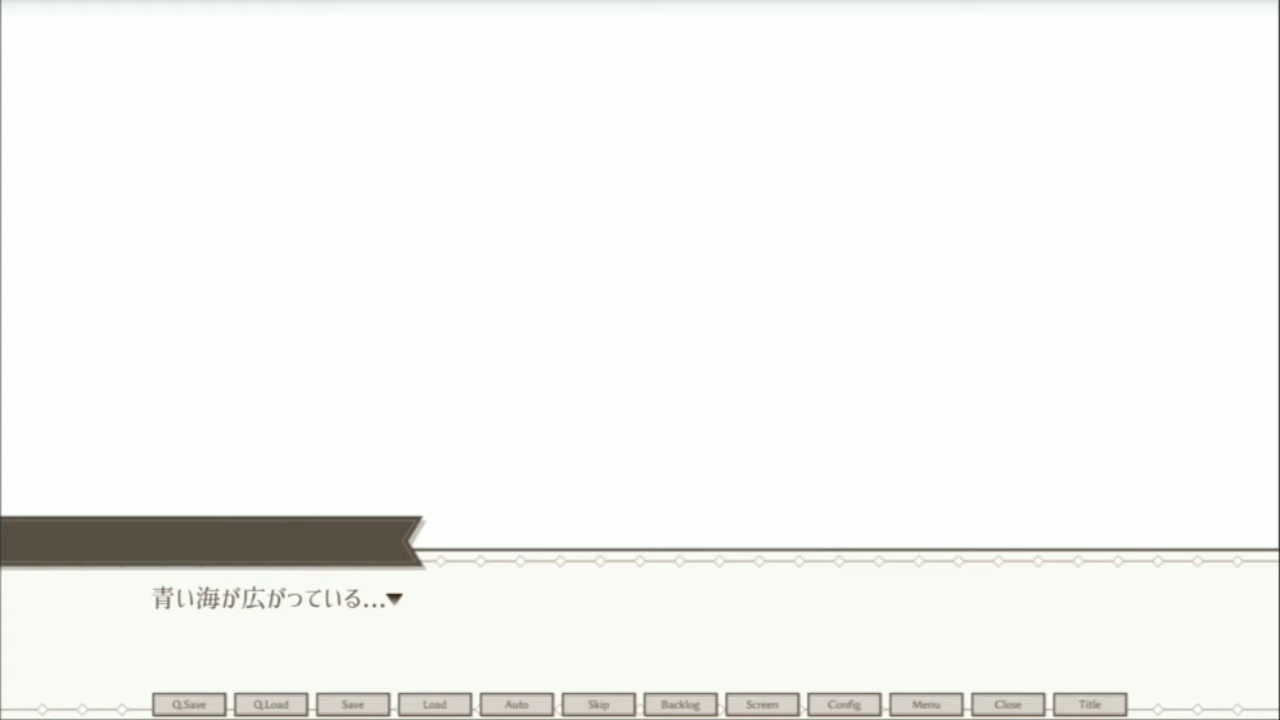 青い海が広がっている…
Q.Save Q.Load Save Load Auto Skip Backlog Screen Config Menu Close Title